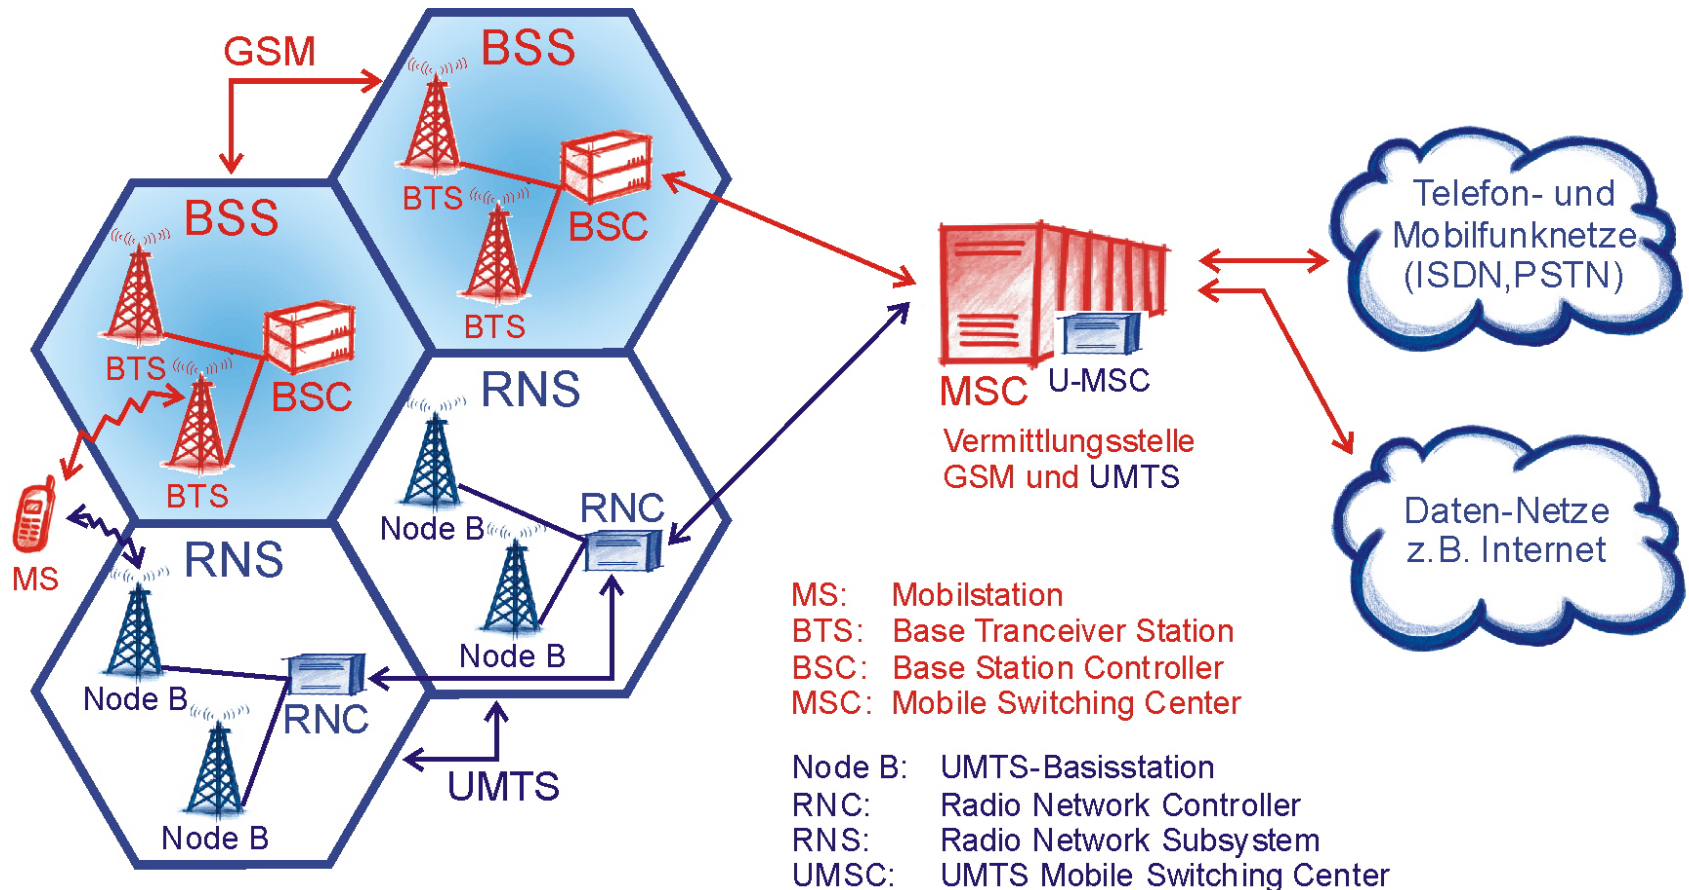 GSM
BSS
BTS
BSC
BTS
BSS
BTS
BSC
BTS
MS
RNS
Node B
RNC
Node B
RNS
Node B
RNC
Node B
UMTS
MSC
U-MSC
Vermittlungsstelle
GSM und UMTS
Telefon- und
Mobilfunknetze
(ISDN,PSTN)
Daten-Netze
z.B. Internet
MS: Mobilstation
BTS: Base Tranceiver Station
BSC: Base Station Controller
MSC: Mobile Switching Center
Node B: UMTS-Basisstation
RNC: Radio Network Controller
RNS: Radio Network Subsystem
UMSC: UMTS Mobile Switching Center